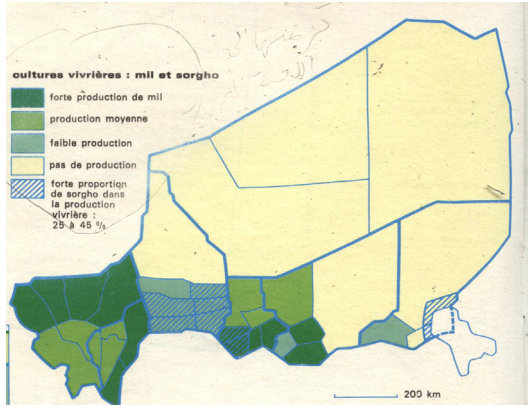 cultures vivrières : mil et sorgho
forte production de mil
production moyenne
faible production
pas de production
forte proportion
de sorgho dans
la production
vivrière :
25 à 45 %
200 km